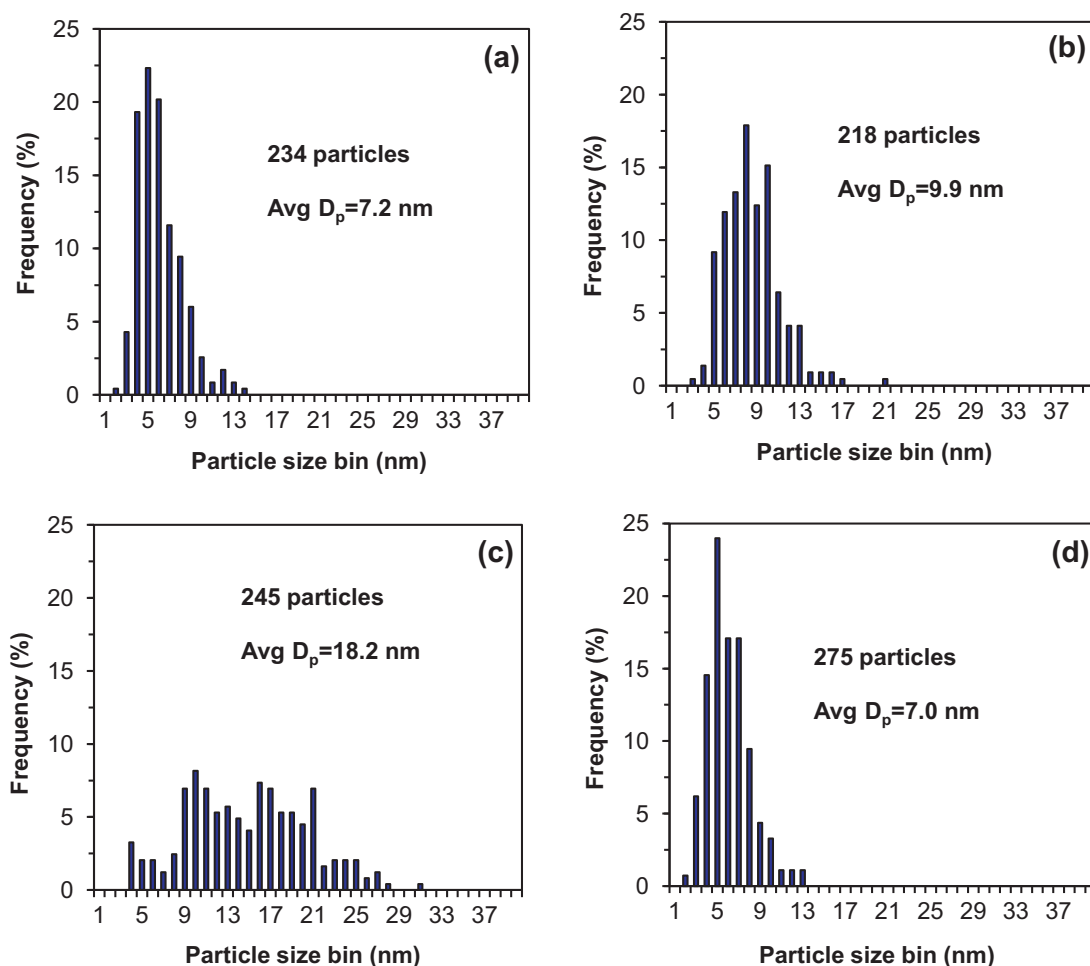 (a)
Frequency (%)
25
20
15
10
5
0
234 particles
Avg Dp=7.2 nm
1 5 9 13 17 21 25 29 33 37
Particle size bin (nm)
(b)
Frequency (%)
25
20
15
10
5
0
218 particles
Avg Dp=9.9 nm
1 5 9 13 17 21 25 29 33 37
Particle size bin (nm)
(c)
Frequency (%)
25
20
15
10
5
0
245 particles
Avg Dp=18.2 nm
1 5 9 13 17 21 25 29 33 37
Particle size bin (nm)
(d)
Frequency (%)
25
20
15
10
5
0
275 particles
Avg Dp=7.0 nm
1 5 9 13 17 21 25 29 33 37
Particle size bin (nm)